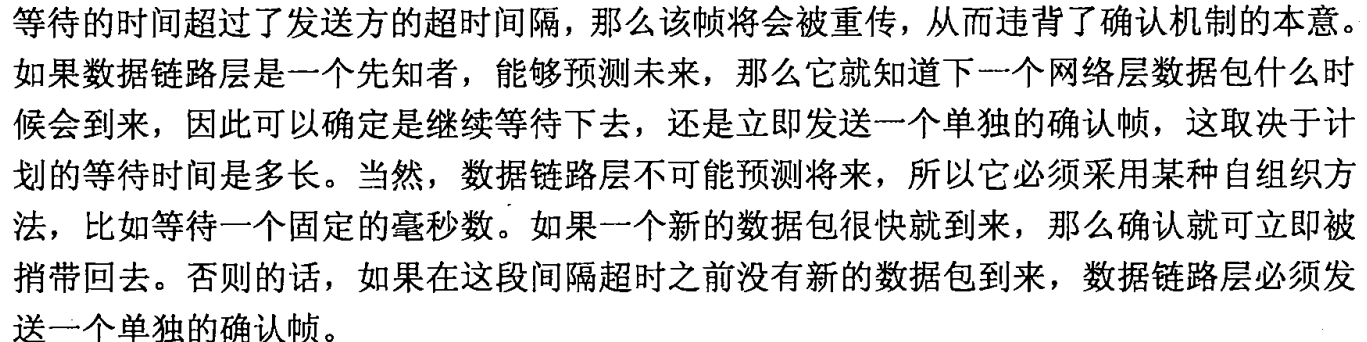 等待的时间超过了发送方的超时间隔，那么该帧将会被重传，从而违背了确认机制的本意。
如果数据链路层是一个先知者，能够预测未来，那么它就知道下一个网络层数据包什么时
候会到来，因此可以确定是继续等待下去，还是立即发送一个单独的确认帧，这取决于计
划的等待时间是多长。当然，数据链路层不可能预测将来，所以它必须采用某种自组织方
法，比如等待一个固定的毫秒数。如果一个新的数据包很快就到来，那么确认就可立即被
捎带回去。否则的话，如果在这段间隔超时之前没有新的数据包到来，数据链路层必须发
送一个单独的确认帧。